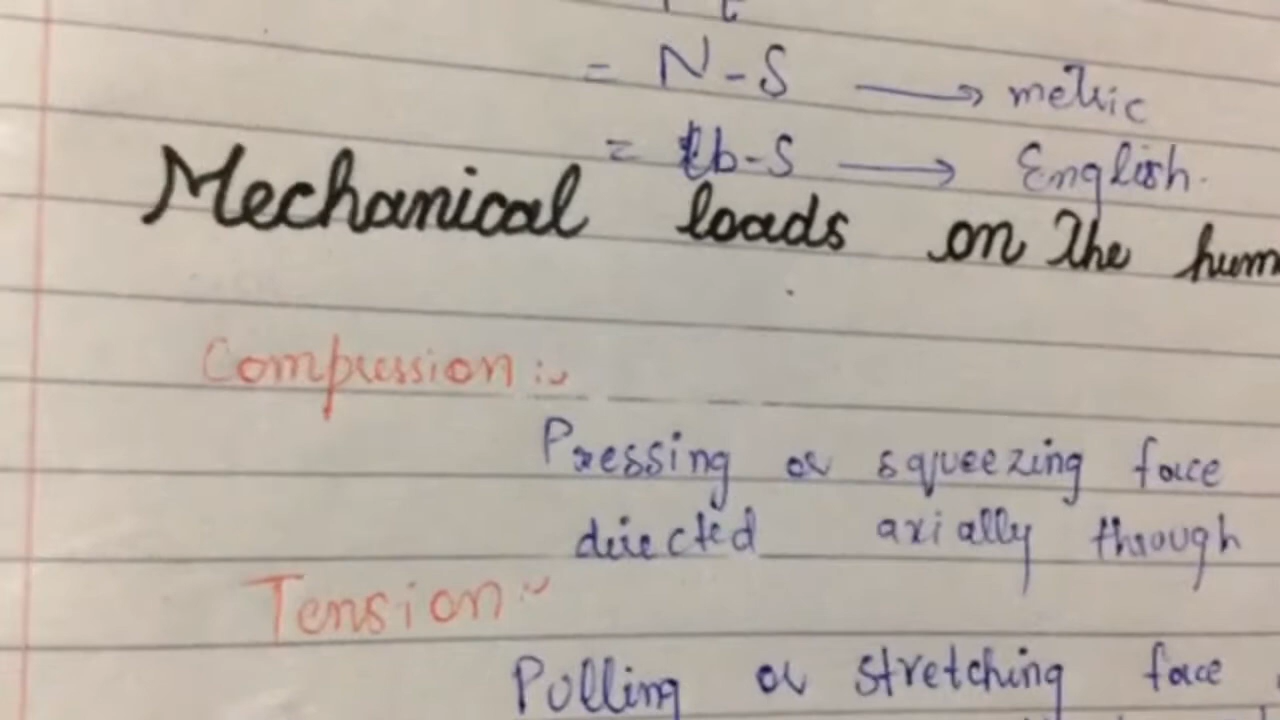 = N-S → metric
= lb-S → English.
Mechanical loads on the hum
Compression :-
Pressing or squeezing force
directed axially through
Tension :-
Pulling or stretching force